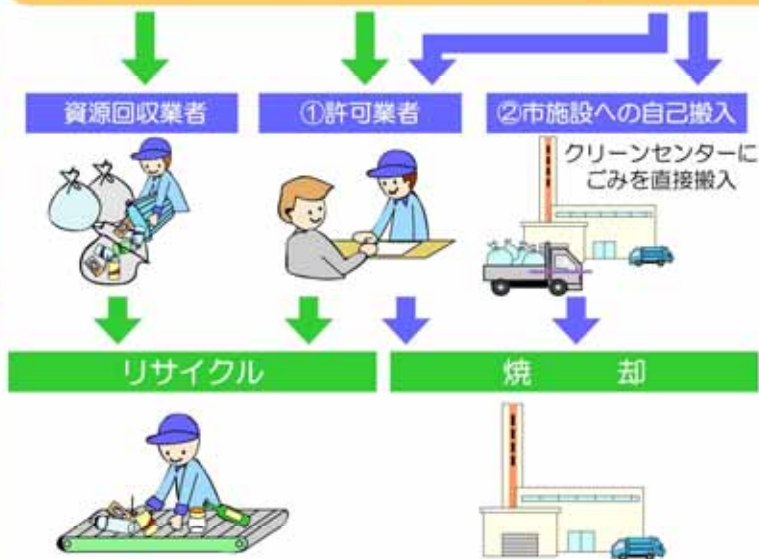 資源回収業者
①許可業者
②市施設への自己搬入
クリーンセンターに
ごみを直接搬入
リサイクル
焼 却